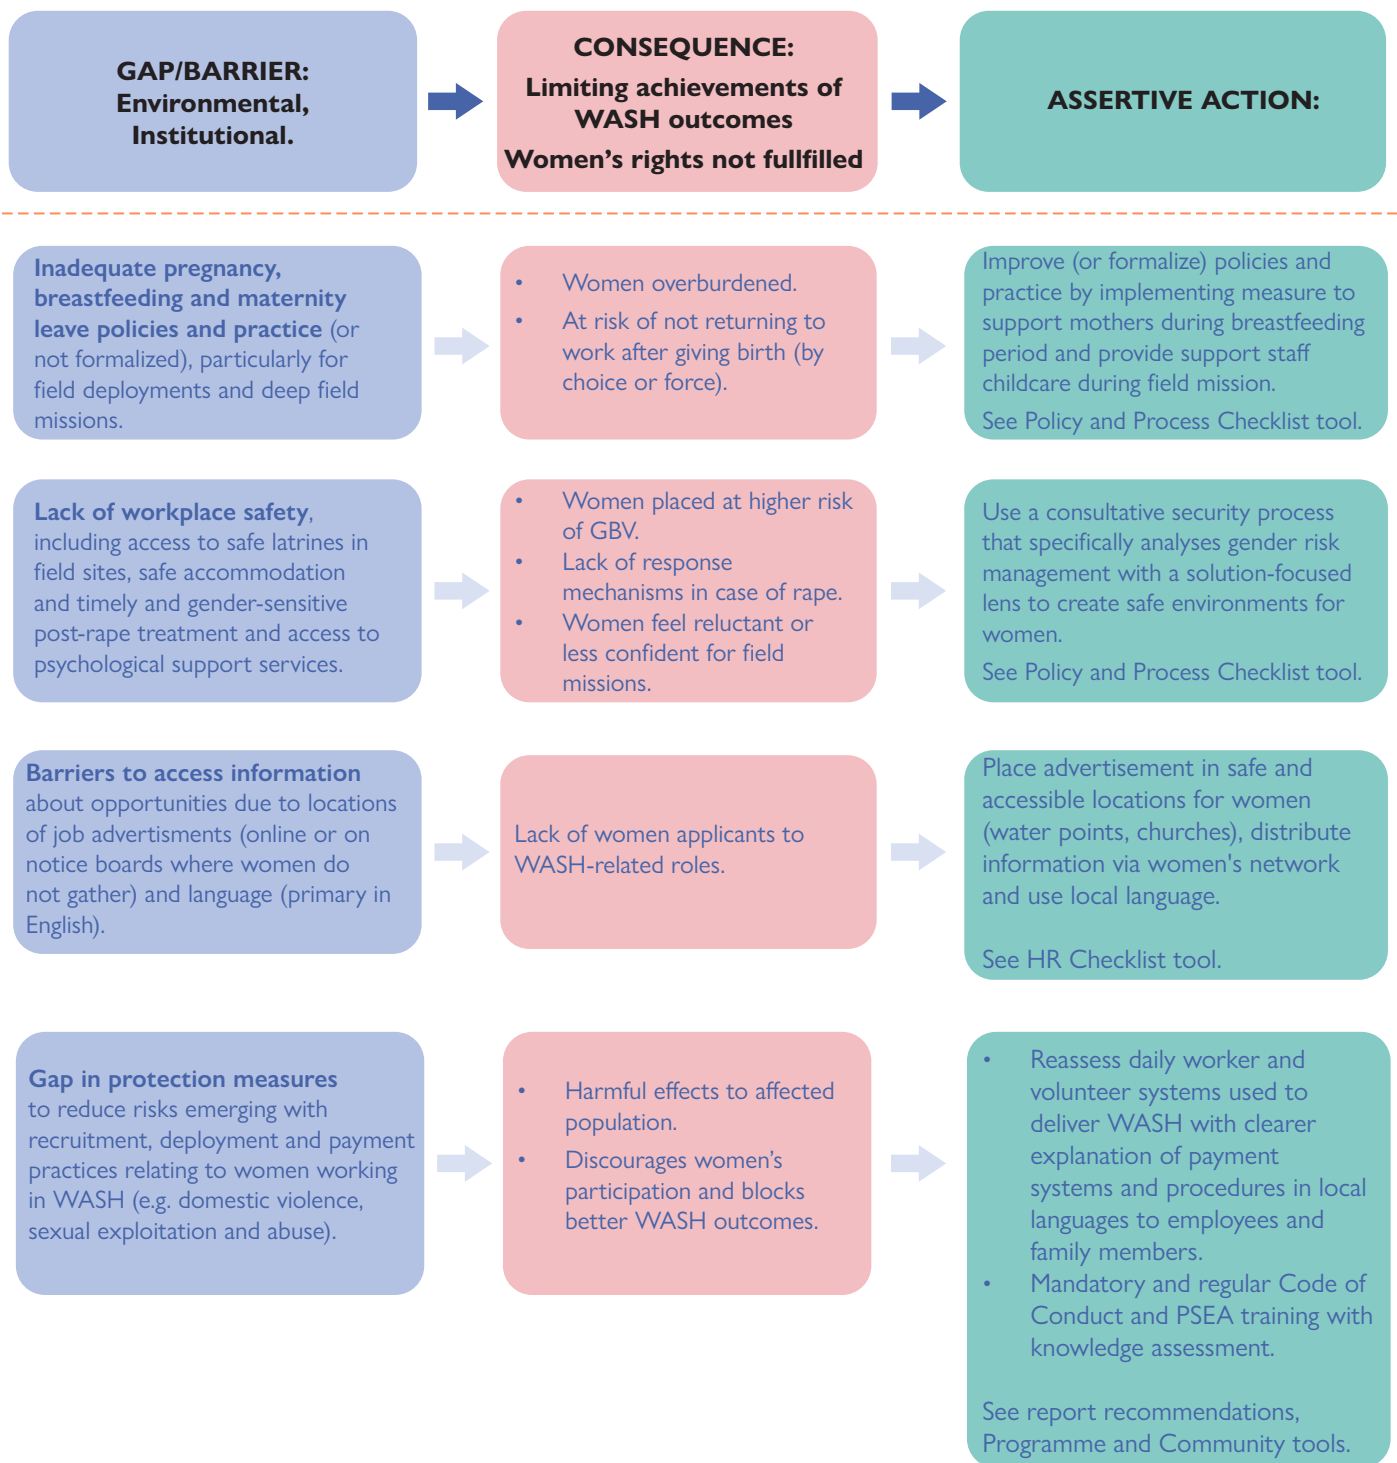 GAP/BARRIER:
Environmental,
Institutional.
CONSEQUENCE:
Limiting achievements of
WASH outcomes
Women’s rights not fullfilled
ASSERTIVE ACTION:
Inadequate pregnancy,
breastfeeding and maternity
leave policies and practice (or
not formalized), particularly for
field deployments and deep field
missions.
• Women overburdened.
• At risk of not returning to
work after giving birth (by
choice or force).
Improve (or formalize) policies and
practice by implementing measure to
support mothers during breastfeeding
period and provide support staff
childcare during field mission.
See Policy and Process Checklist tool.
Lack of workplace safety,
including access to safe latrines in
field sites, safe accommodation
and timely and gender-sensitive
post-rape treatment and access to
psychological support services.
• Women placed at higher risk
of GBV.
• Lack of response
mechanisms in case of rape.
• Women feel reluctant or
less confident for field
missions.
Use a consultative security process
that specifically analyses gender risk
management with a solution-focused
lens to create safe environments for
women.
See Policy and Process Checklist tool.
Barriers to access information
about opportunities due to locations
of job advertisments (online or on
notice boards where women do
not gather) and language (primary in
English).
Lack of women applicants to
WASH-related roles.
Place advertisement in safe and
accessible locations for women
(water points, churches), distribute
information via women's network
and use local language.
See HR Checklist tool.
Gap in protection measures
to reduce risks emerging with
recruitment, deployment and payment
practices relating to women working
in WASH (e.g. domestic violence,
sexual exploitation and abuse).
• Harmful effects to affected
population.
• Discourages women’s
participation and blocks
better WASH outcomes.
• Reassess daily worker and
volunteer systems used to
deliver WASH with clearer
explanation of payment
systems and procedures in local
languages to employees and
family members.
• Mandatory and regular Code of
Conduct and PSEA training with
knowledge assessment.
See report recommendations,
Programme and Community tools.